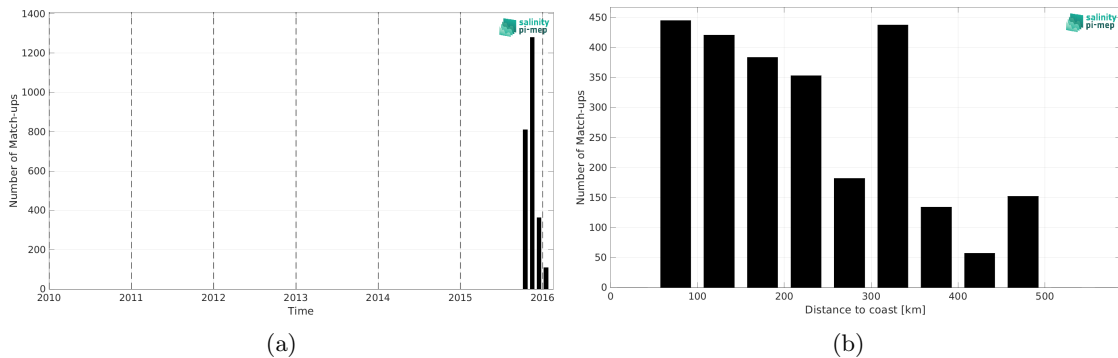 1400
1200
1000
800
600
400
200
0
Number of Match-ups
2010 2011 2012 2013 2014 2015 2016
Time
salinity
pi-mep
(a)
450
400
350
300
250
200
150
100
50
0
Number of Match-ups
0 100 200 300 400 500
Distance to coast [km]
salinity
pi-mep
(b)